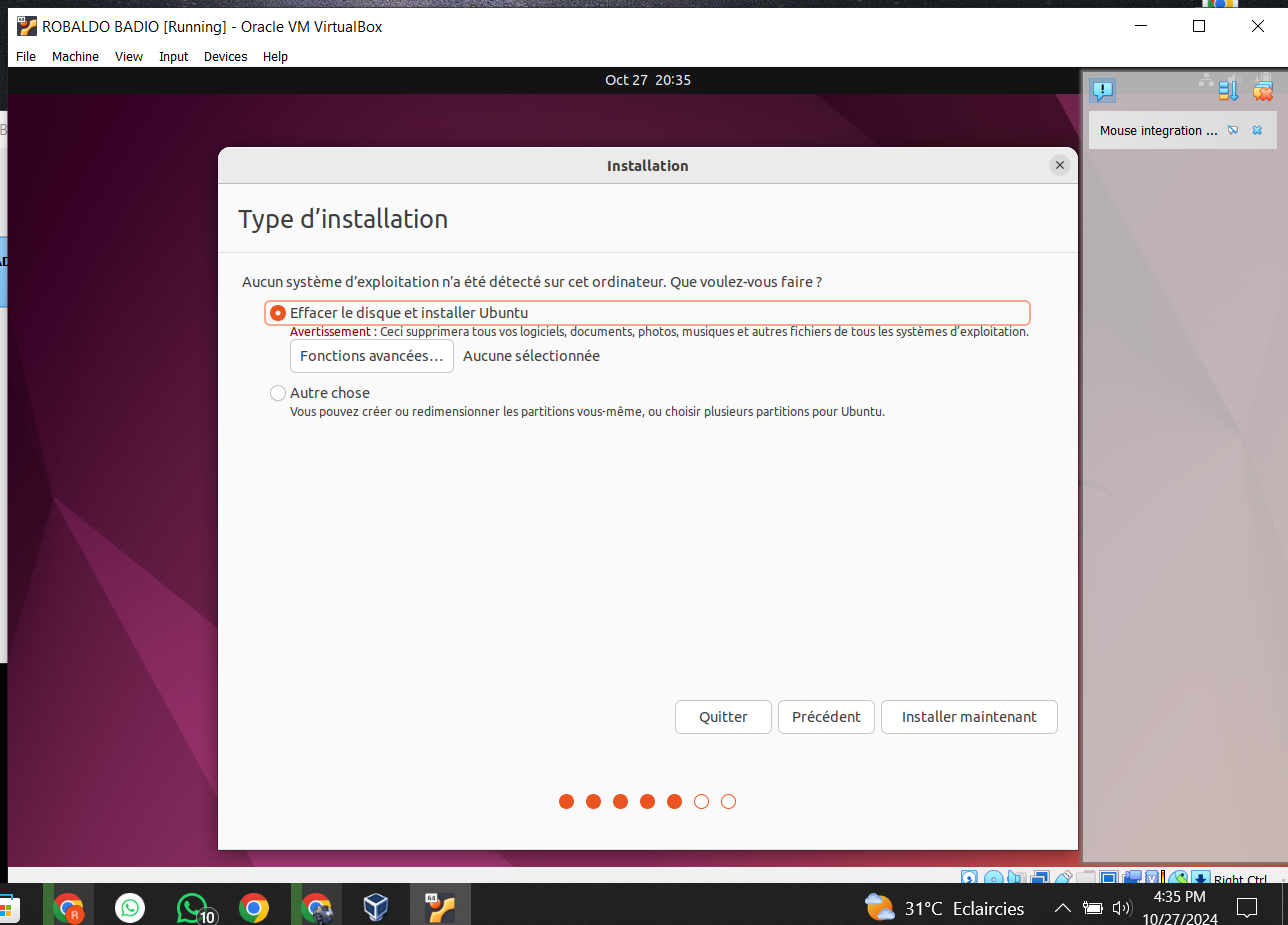 ROBALDO BADIO [Running] - Oracle VM VirtualBox
File Machine View Input Devices Help
Oct 27 20:35
Mouse integration ...
Installation
Type d’installation
Aucun système d’exploitation n’a été détecté sur cet ordinateur. Que voulez-vous faire ?
Effacer le disque et installer Ubuntu
Avertissement : Ceci supprimera tous vos logiciels, documents, photos, musiques et autres fichiers de tous les systèmes d’exploitation.
Fonctions avancées… Aucune sélectionnée
Autre chose
Vous pouvez créer ou redimensionner les partitions vous-même, ou choisir plusieurs partitions pour Ubuntu.
Quitter Précédent Installer maintenant
Right Ctrl
R
10
64
31°C Eclaircies
4:35 PM
10/27/2024